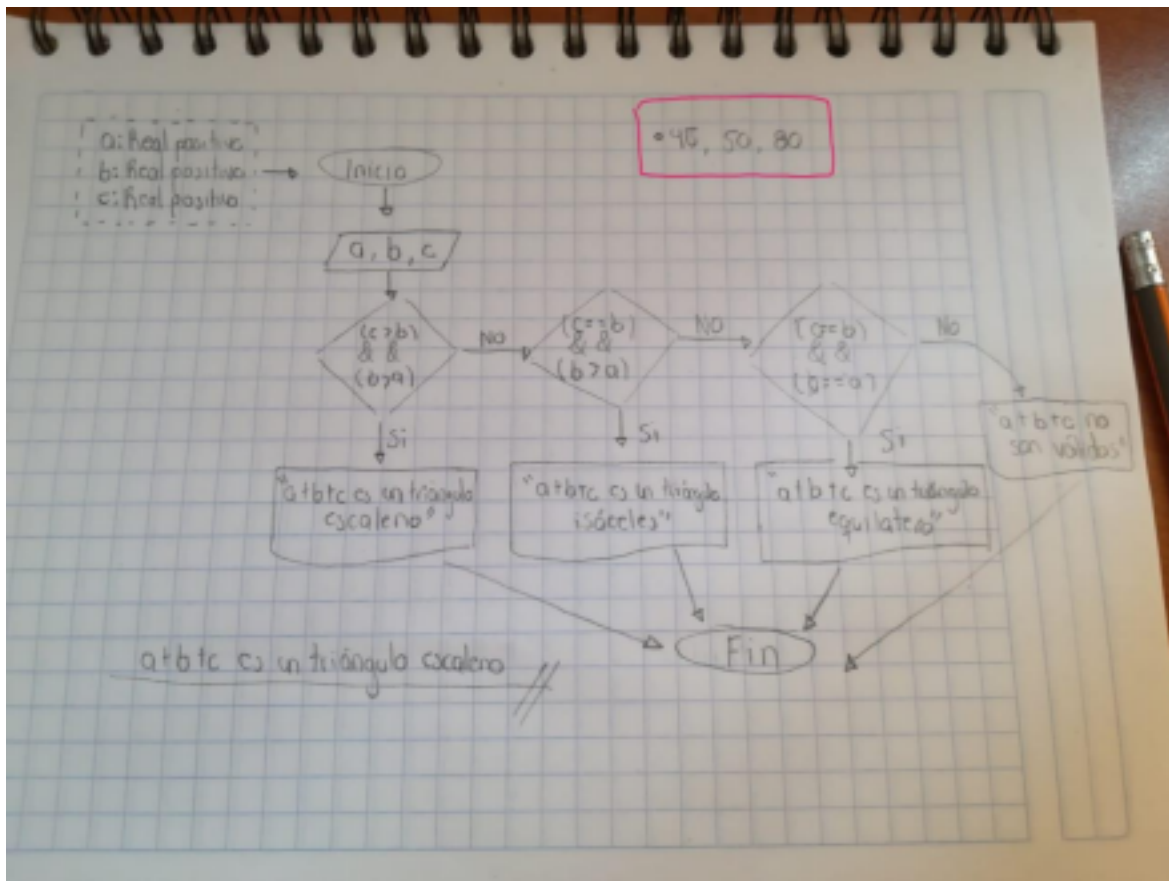 a: Real positivo
b: Real positivo
c: Real positivo
Inicio
• 45, 50, 80
a, b, c
(c > b)
& &
(b > a)
NO
(c == b)
& &
(b > a)
NO
(c == b)
& &
(b == a)
No
Si
Si
Si
"a+b+c no
son válidos"
"a+b+c es un triángulo
escaleno"
"a+b+c es un triángulo
isóceles"
"a+b+c es un triángulo
equilatero"
Fin
a+b+c es un triángulo escaleno